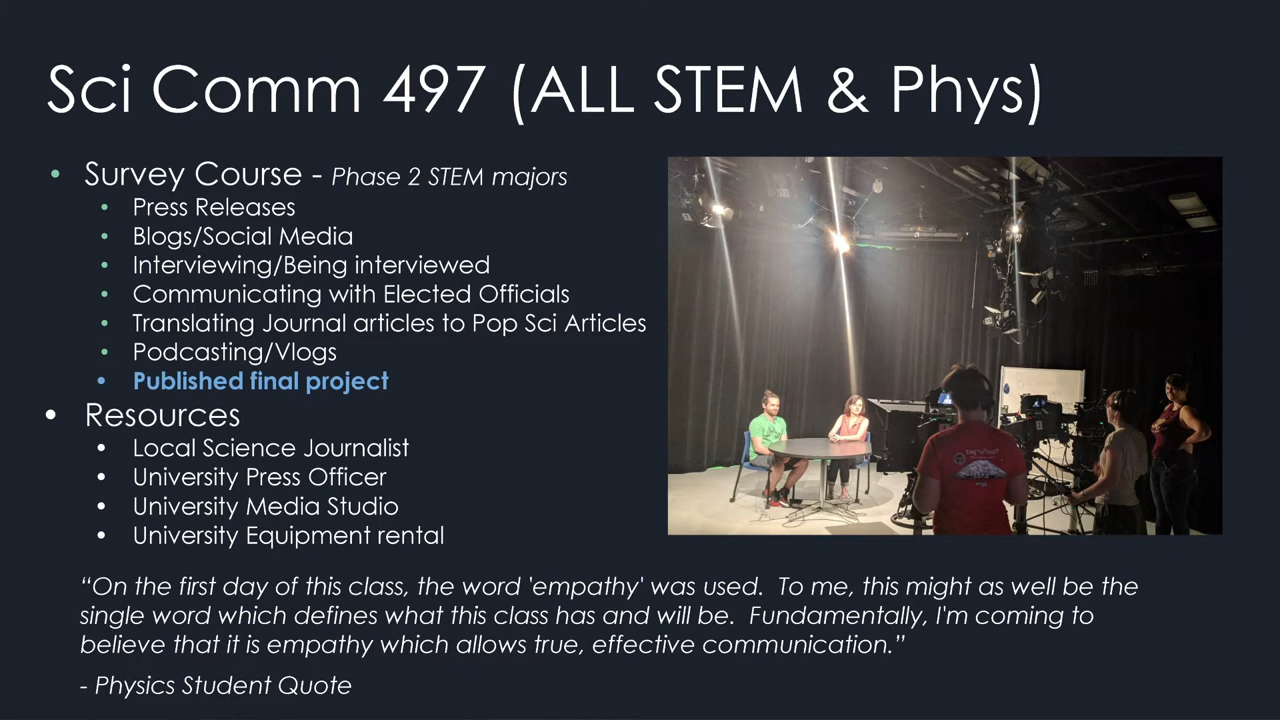 Sci Comm 497 (ALL STEM & Phys)
• Survey Course - Phase 2 STEM majors
• Press Releases
• Blogs/Social Media
• Interviewing/Being interviewed
• Communicating with Elected Officials
• Translating Journal articles to Pop Sci Articles
• Podcasting/Vlogs
• Published final project
• Resources
• Local Science Journalist
• University Press Officer
• University Media Studio
• University Equipment rental
“On the first day of this class, the word 'empathy' was used. To me, this might as well be the
single word which defines what this class has and will be. Fundamentally, I'm coming to
believe that it is empathy which allows true, effective communication.”
- Physics Student Quote